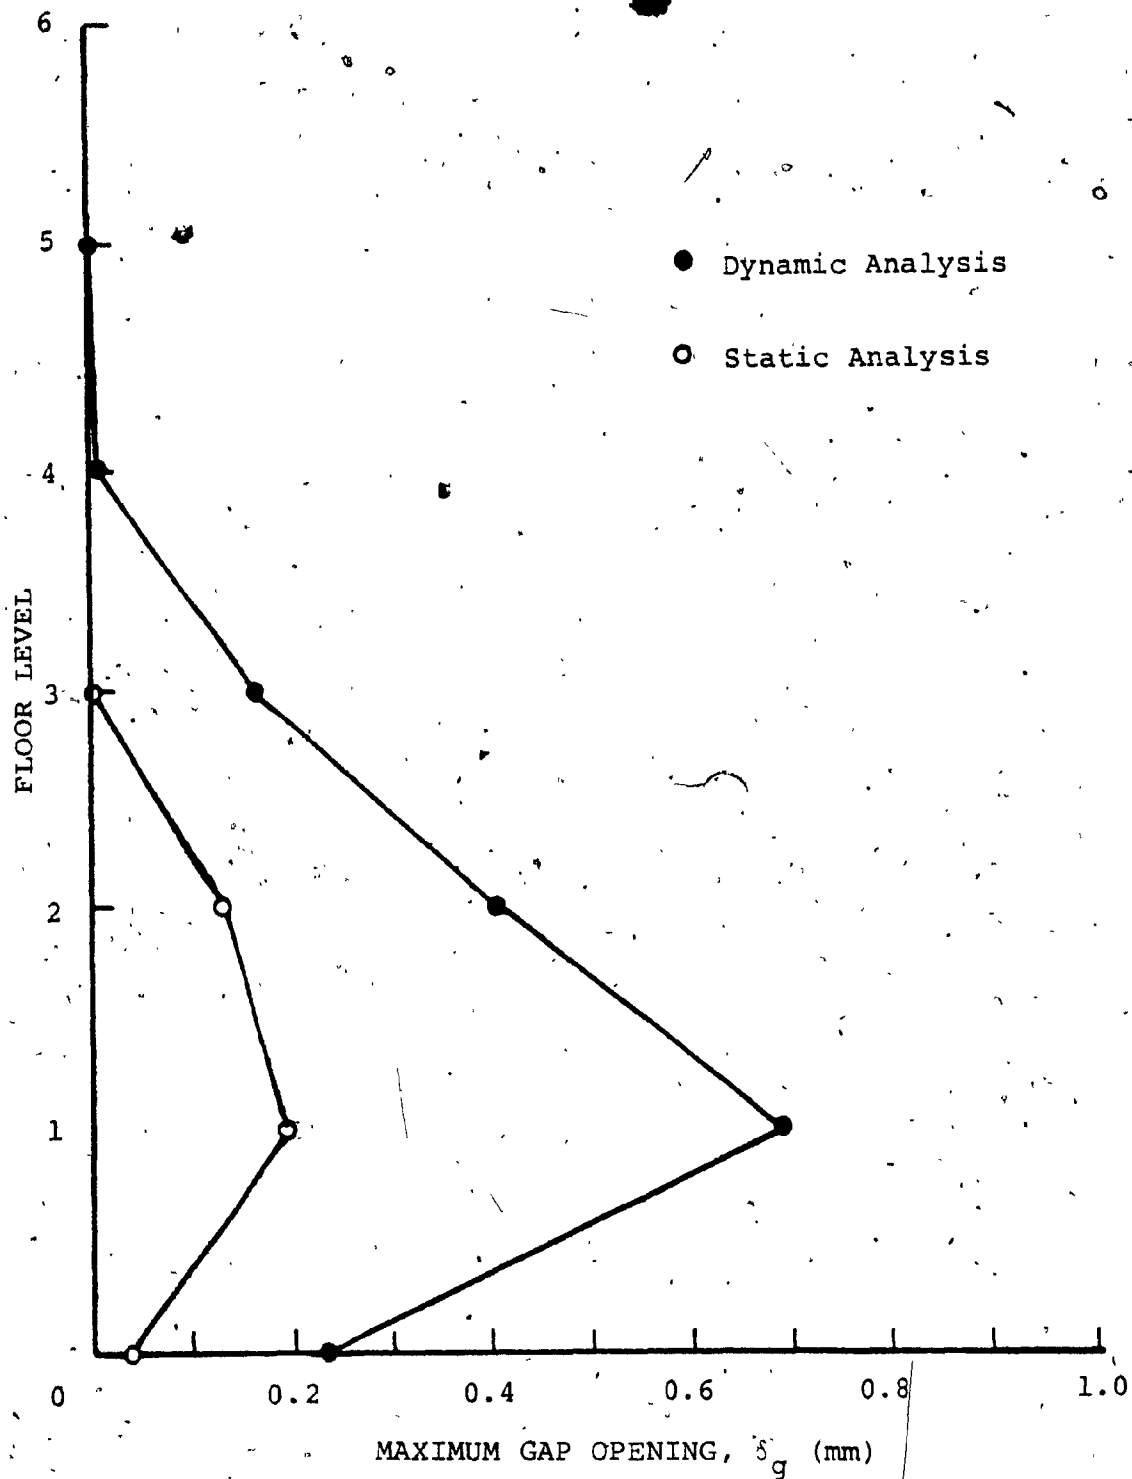 6
5
Dynamic Analysis
Static Analysis
4
FLOOR LEVEL
3
2
1
0 0.2 0.4 0.6 0.8 1.0
MAXIMUM GAP OPENING, δg (mm)